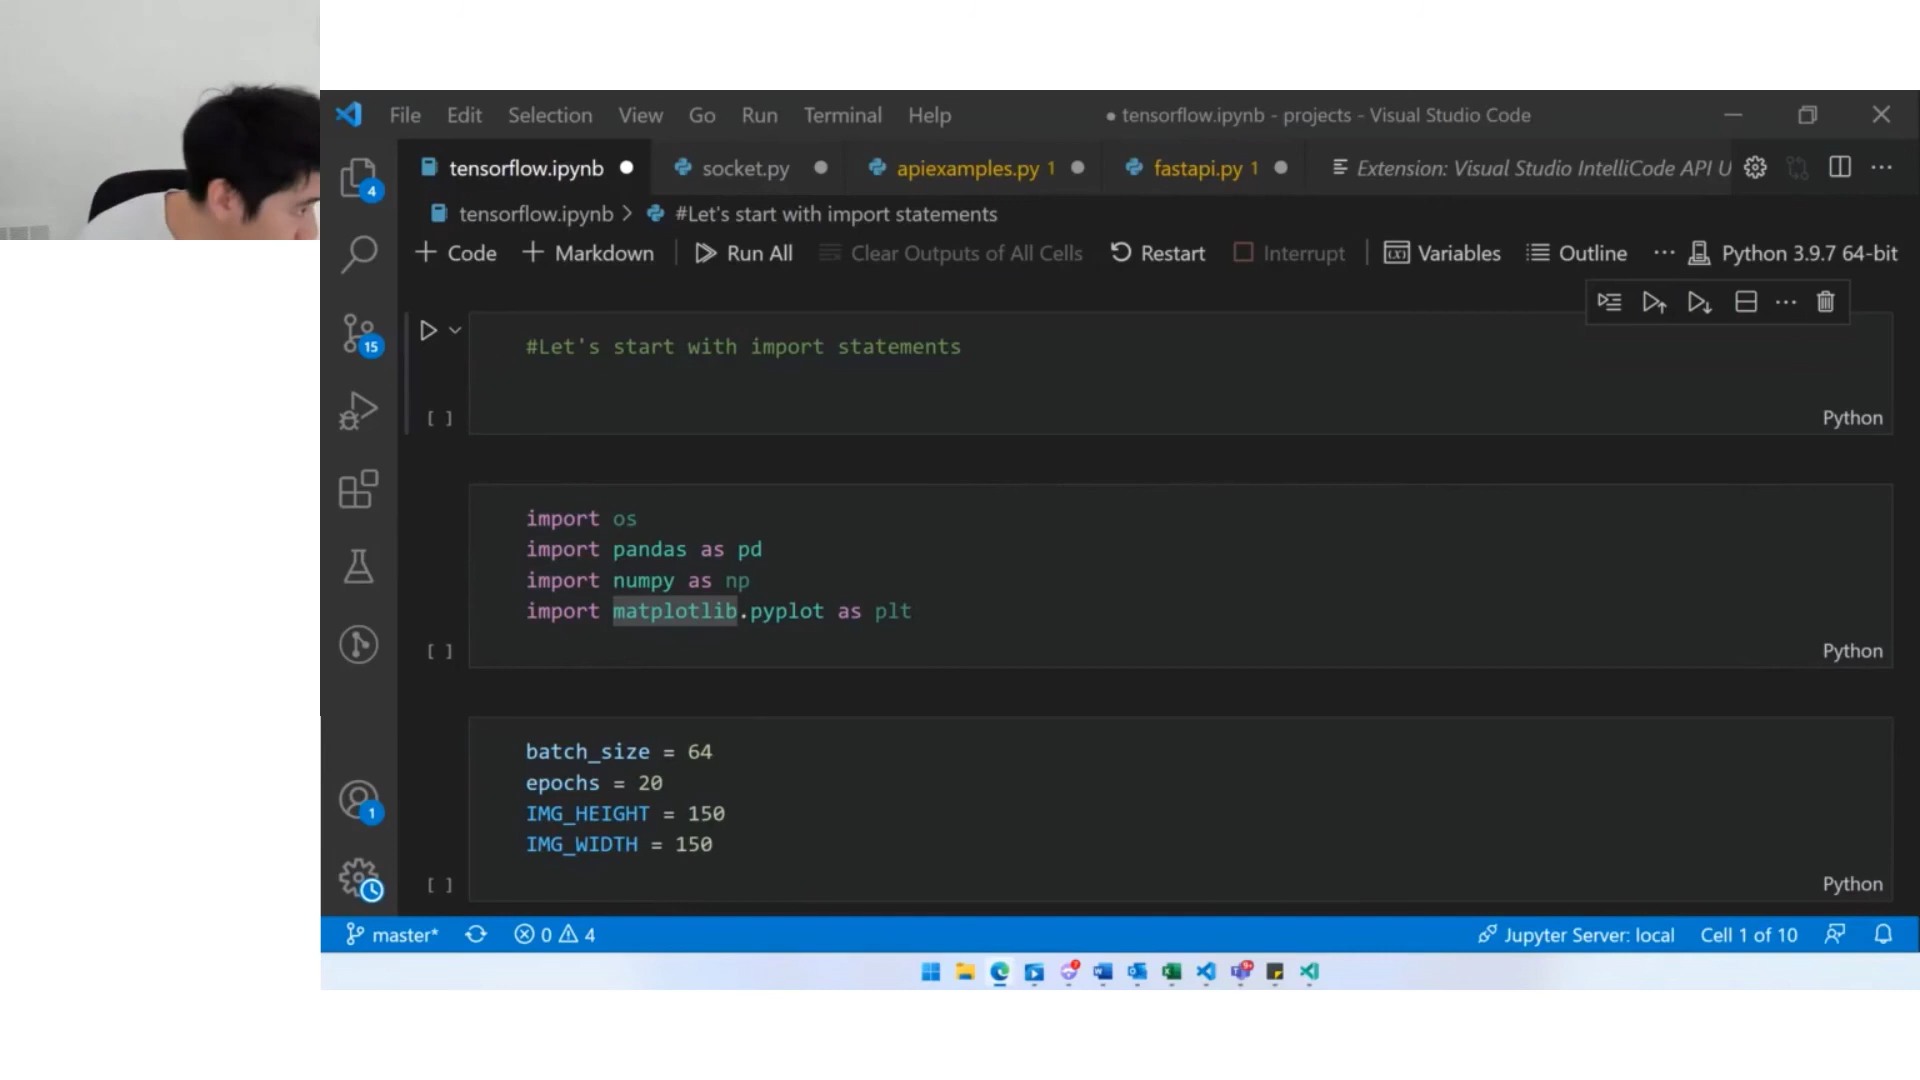 File Edit Selection View Go Run Terminal Help
● tensorflow.ipynb - projects - Visual Studio Code
tensorflow.ipynb ● socket.py ● apiexamples.py 1 ● fastapi.py 1 ● Extension: Visual Studio IntelliCode API U
tensorflow.ipynb > #Let's start with import statements
+ Code + Markdown Run All Clear Outputs of All Cells Restart Interrupt Variables Outline ... Python 3.9.7 64-bit
4
15
1
#Let's start with import statements
[ ]
Python
import os
import pandas as pd
import numpy as np
import matplotlib.pyplot as plt
[ ]
Python
batch_size = 64
epochs = 20
IMG_HEIGHT = 150
IMG_WIDTH = 150
[ ]
Python
master* 0 4 Jupyter Server: local Cell 1 of 10